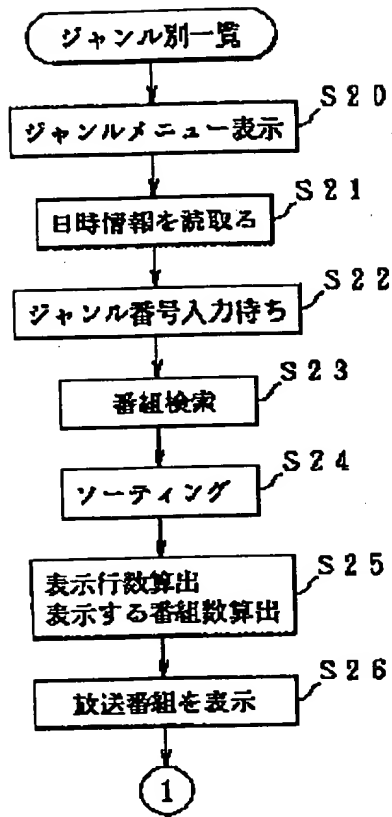 ジャンル別一覧
S20
ジャンルメニュー表示
S21
日時情報を読取る
S22
ジャンル番号入力待ち
S23
番組検索
S24
ソーティング
S25
表示行数算出
表示する番組数算出
S26
放送番組を表示
1